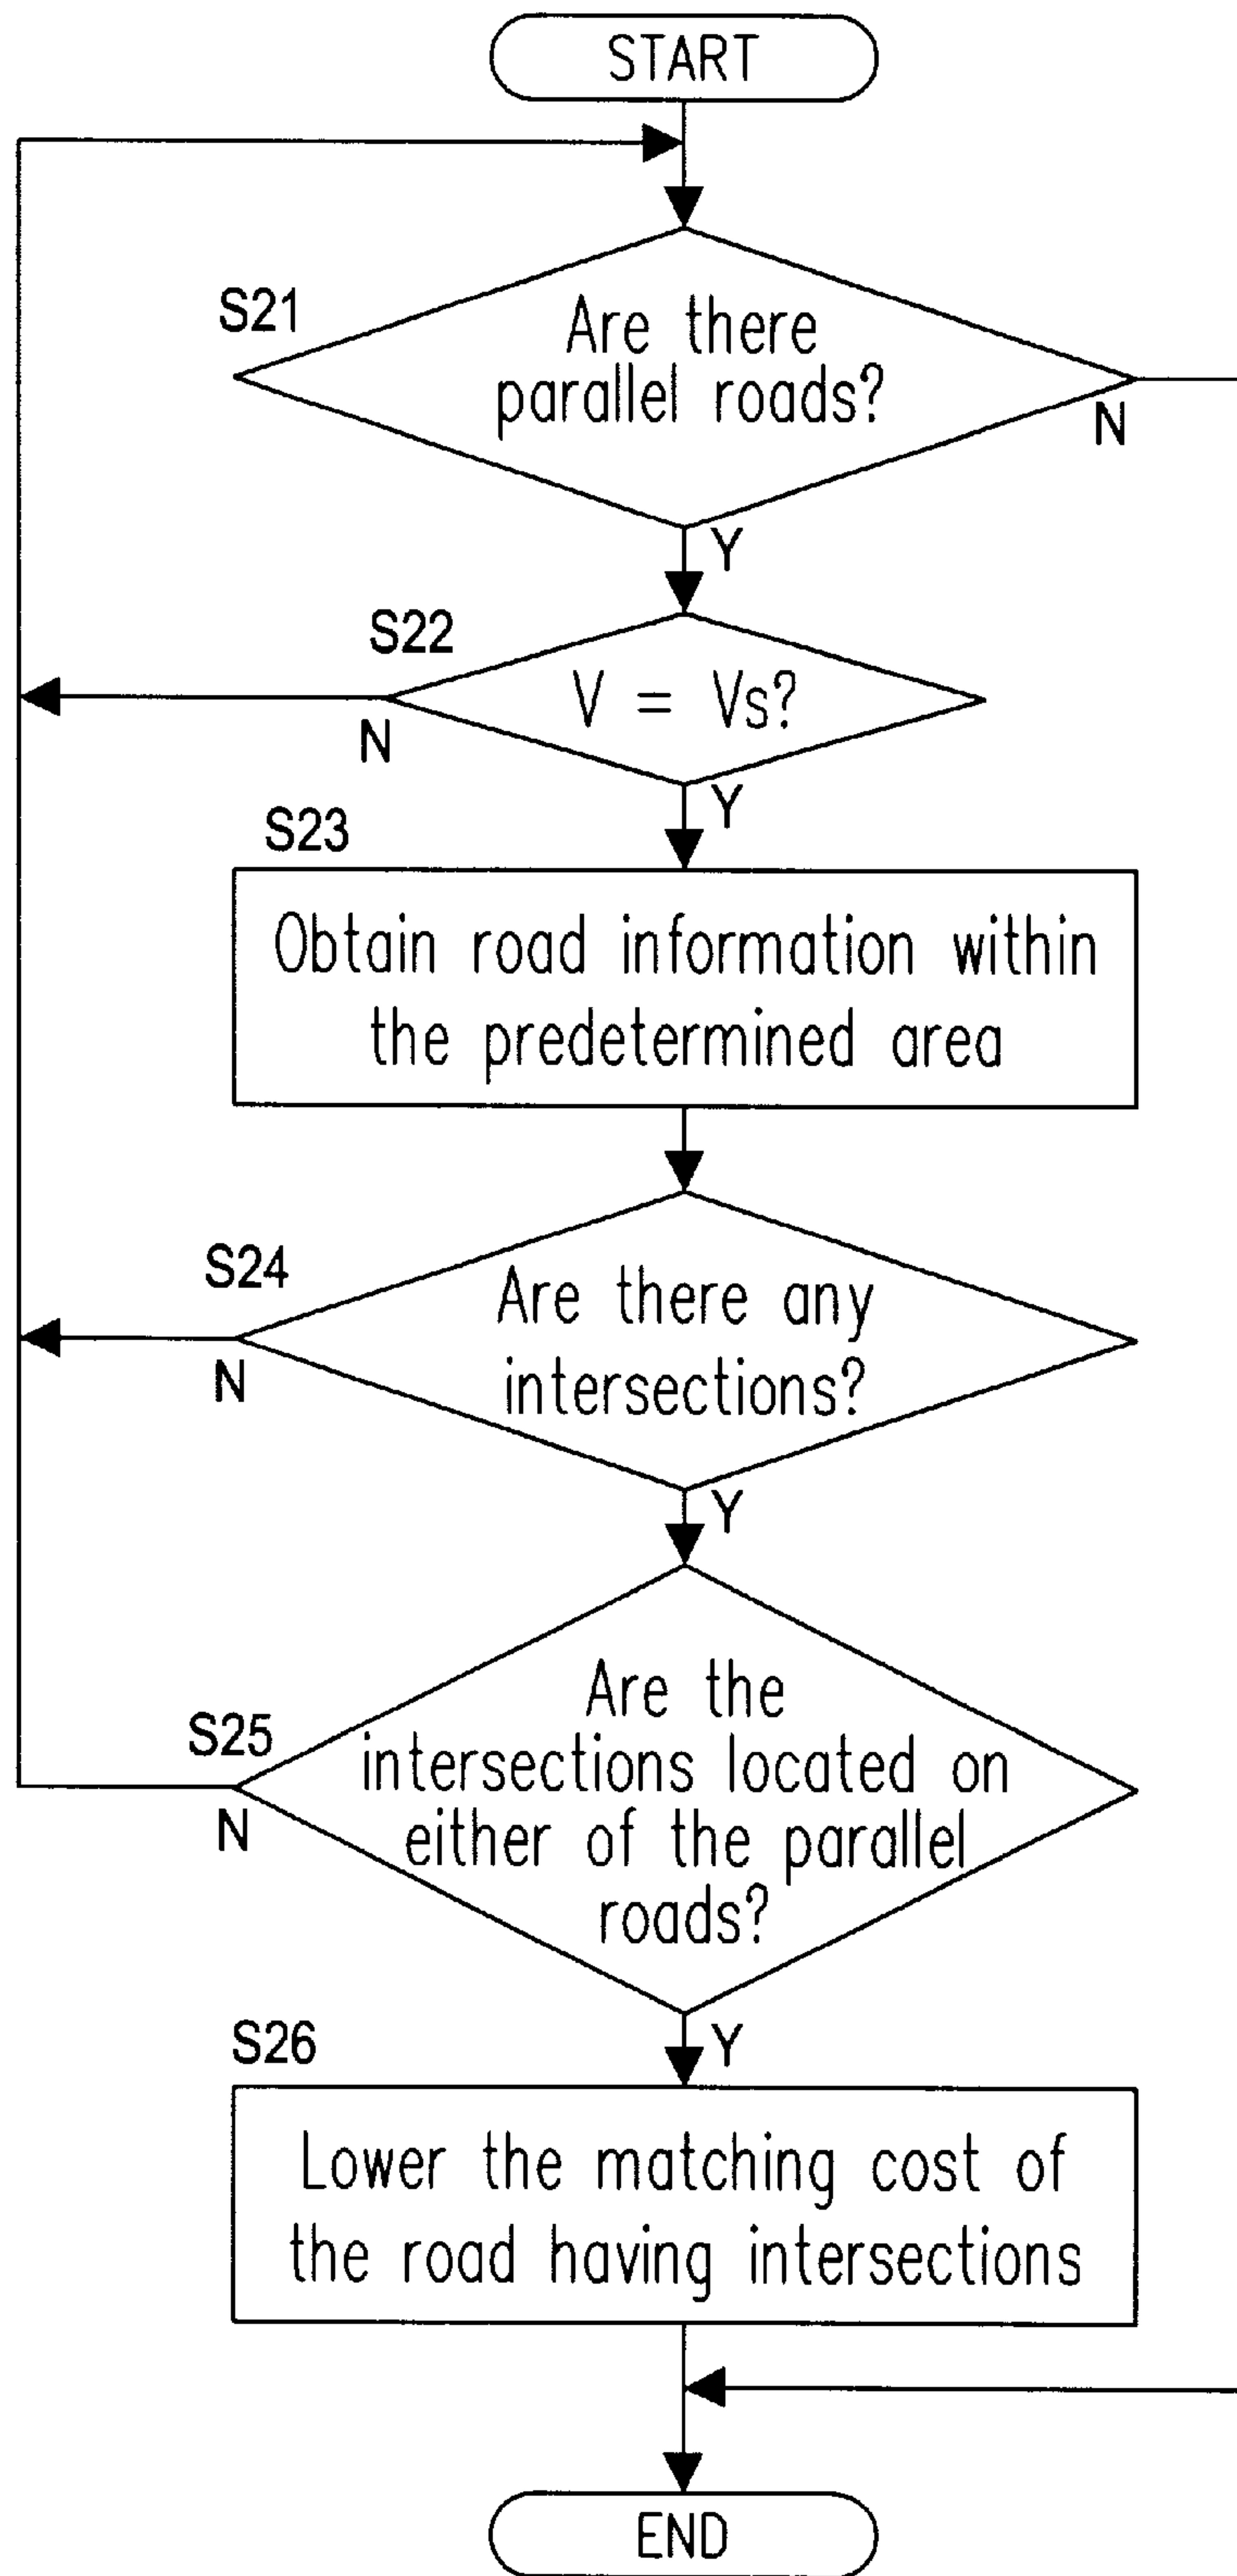 START
S21
Are there
parallel roads?
N
Y
S22
V = Vs?
N
Y
S23
Obtain road information within
the predetermined area
S24
Are there any
intersections?
N
Y
S25
Are the
intersections located on
either of the parallel
roads?
N
Y
S26
Lower the matching cost of
the road having intersections
END